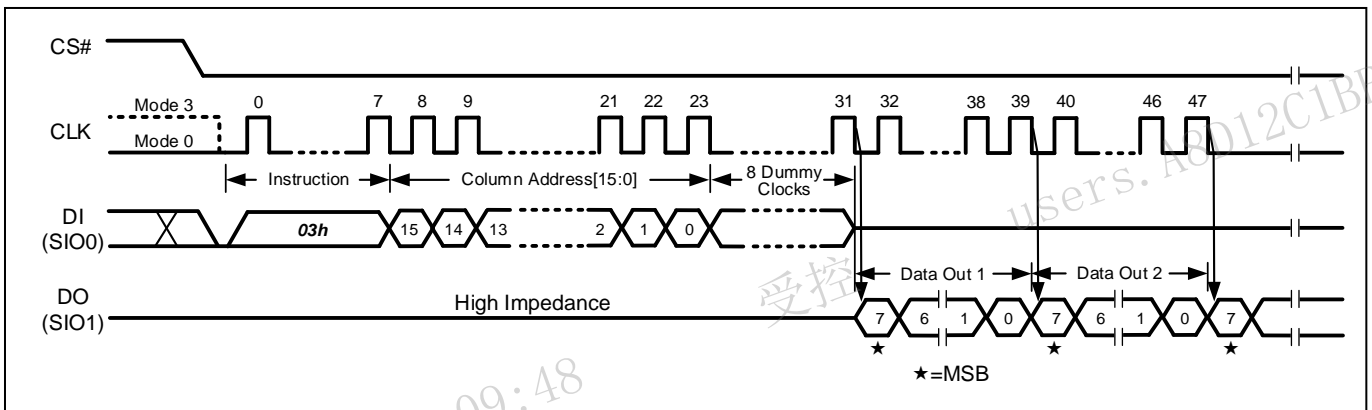 CS#
Mode 3
Mode 0
CLK
0 7 8 9 21 22 23 31 32 38 39 40 46 47
Instruction
Column Address[15:0]
8 Dummy
Clocks
DI
(SIO0)
03h
15 14 13 2 1 0
Data Out 1
Data Out 2
DO
(SIO1)
High Impedance
7 6 1 0 7 6 1 0 7
★ ★ ★
★=MSB
受控
09:48